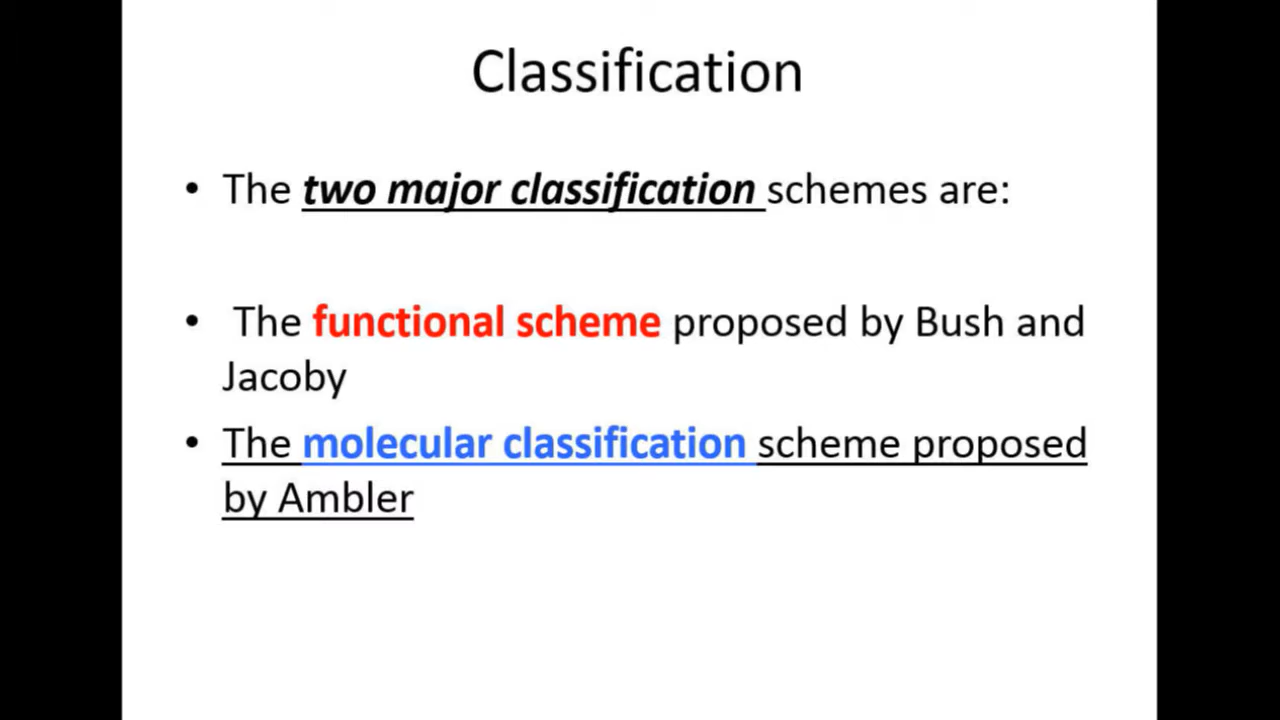 Classification
• The two major classification schemes are:
• The functional scheme proposed by Bush and
Jacoby
• The molecular classification scheme proposed
by Ambler